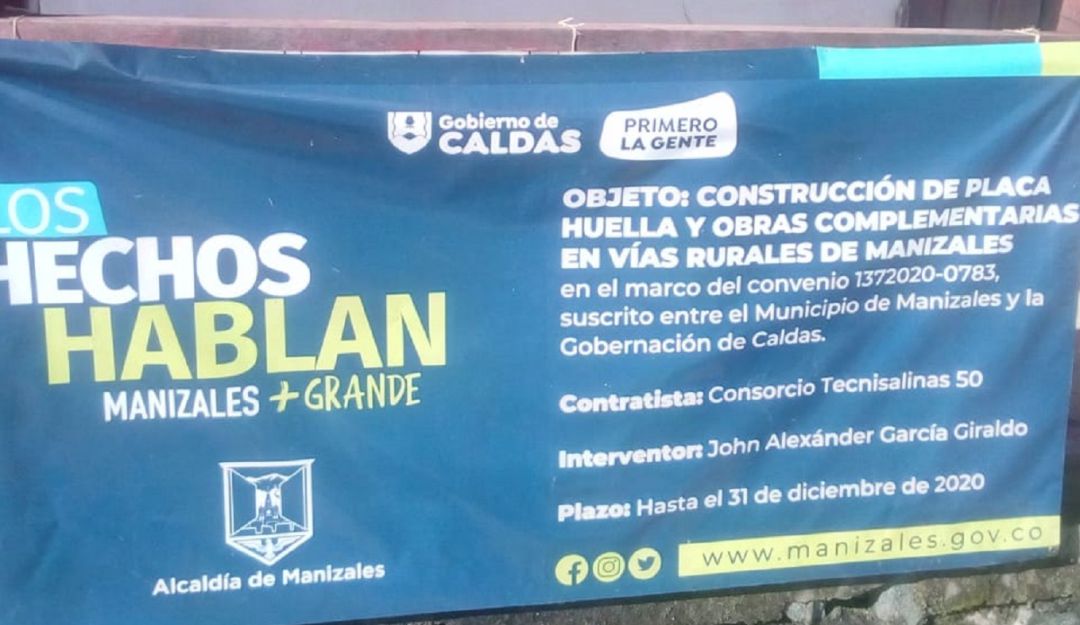 Gobierno de
CALDAS
PRIMERO
LA GENTE
LOS
HECHOS
HABLAN
MANIZALES + GRANDE
Alcaldía de Manizales
OBJETO: CONSTRUCCIÓN DE PLACA
HUELLA Y OBRAS COMPLEMENTARIAS
EN VÍAS RURALES DE MANIZALES
en el marco del convenio 1372020-0783,
suscrito entre el Municipio de Manizales y la
Gobernación de Caldas.
Contratista: Consorcio Tecnisalinas 50
Interventor: John Alexánder García Giraldo
Plazo: Hasta el 31 de diciembre de 2020
www.manizales.gov.co